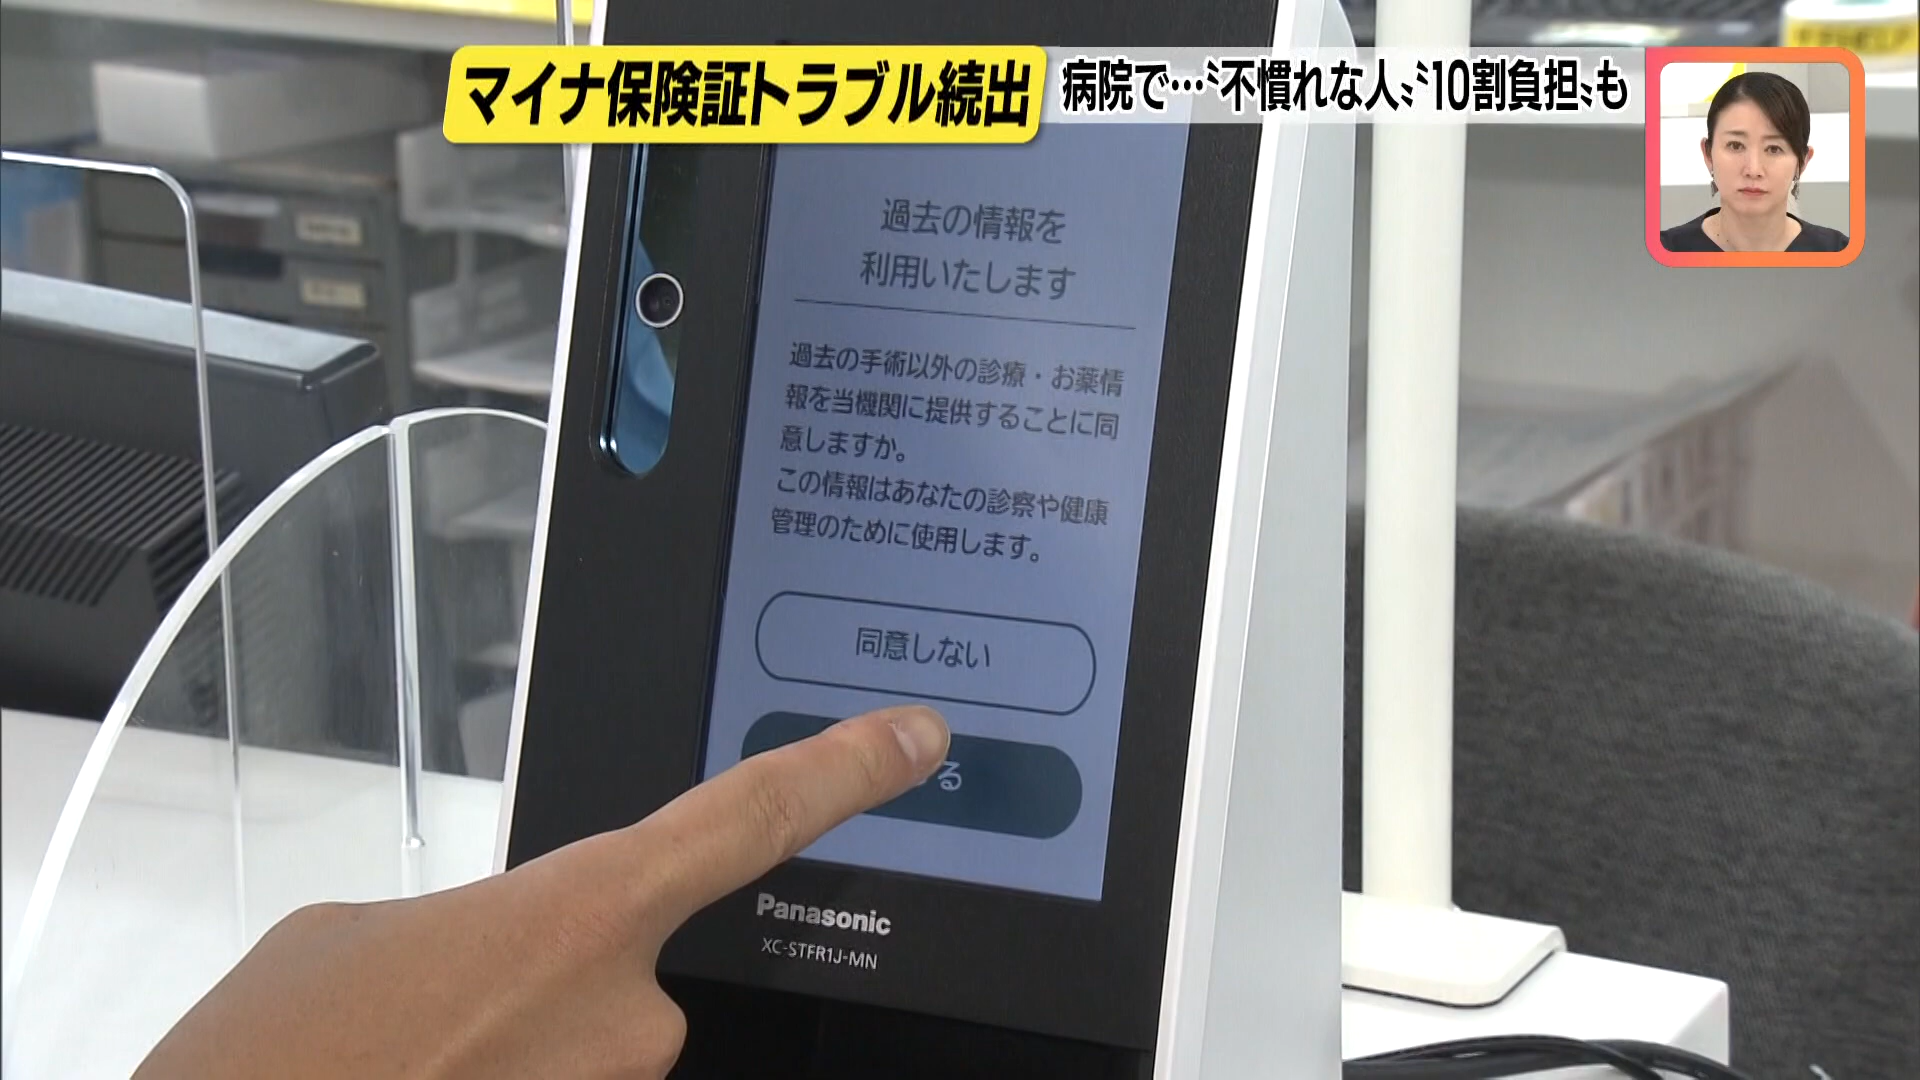 マイナ保険証トラブル続出
病院で…〝不慣れな人〟〝10割負担〟も
過去の情報を
利用いたします
過去の手術以外の診療・お薬情
報を当機関に提供することに同
意しますか。
この情報はあなたの診察や健康
管理のために使用します。
同意しない
る
Panasonic
XC-STFR1J-MN